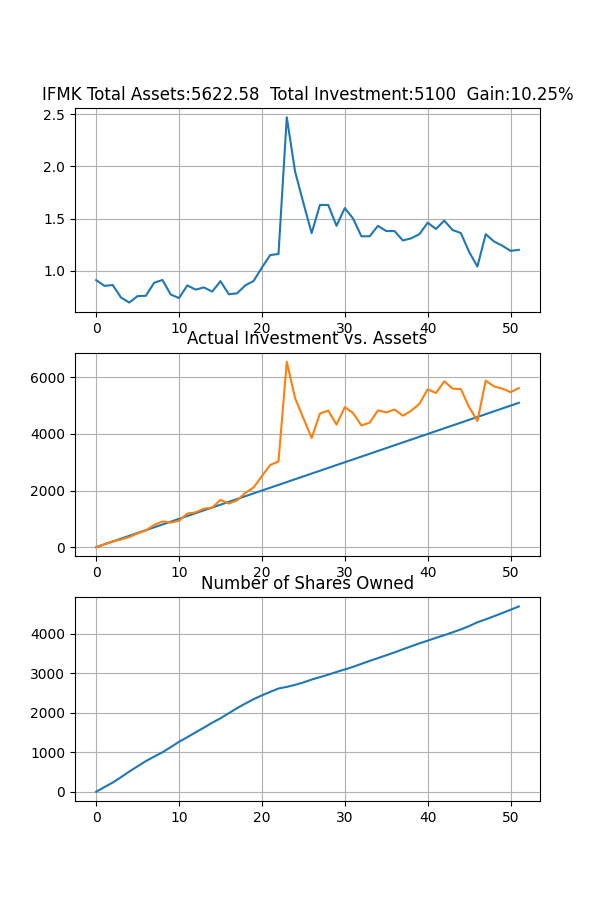 IFMK Total Assets:5622.58  Total Investment:5100  Gain:10.25%
2.5
2.0
1.5
1.0
0 10 20 30 40 50
Actual Investment vs. Assets
6000
4000
2000
0
0 10 20 30 40 50
Number of Shares Owned
4000
3000
2000
1000
0
0 10 20 30 40 50